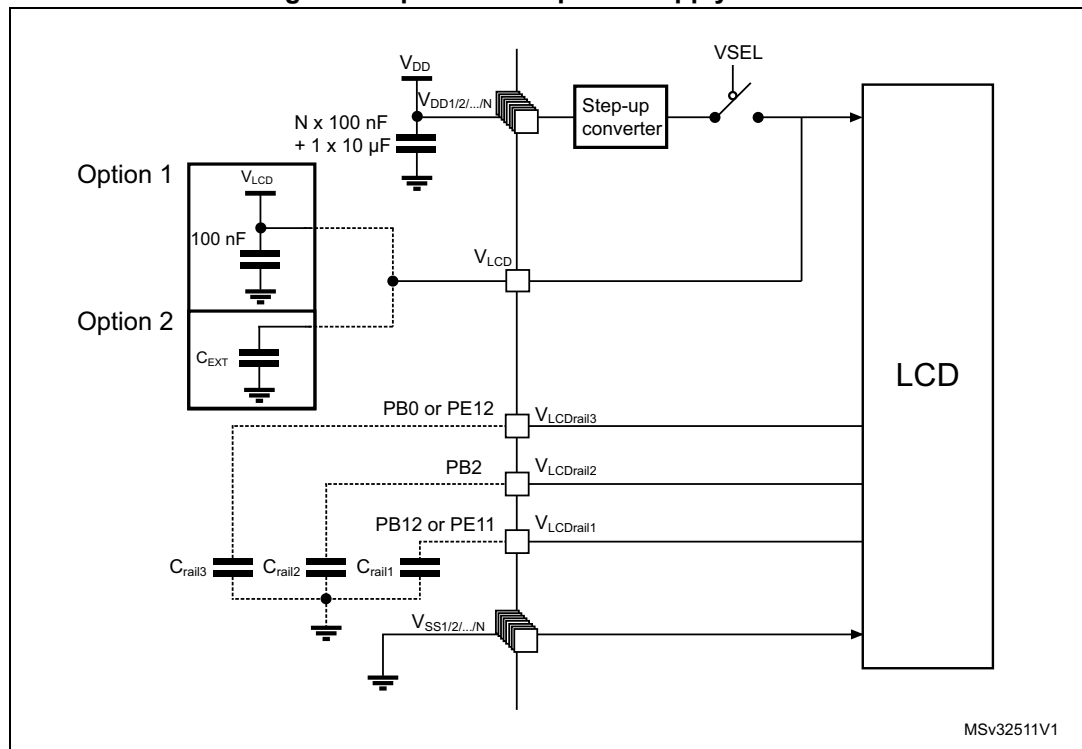 VSEL
VDD
VDD1/2/.../N
Step-up
converter
N x 100 nF
+ 1 x 10 µF
Option 1
VLCD
100 nF
VLCD
Option 2
CEXT
LCD
PB0 or PE12
VLCDrail3
PB2
VLCDrail2
PB12 or PE11
VLCDrail1
Crail3
Crail2
Crail1
VSS1/2/.../N
MSv32511V1